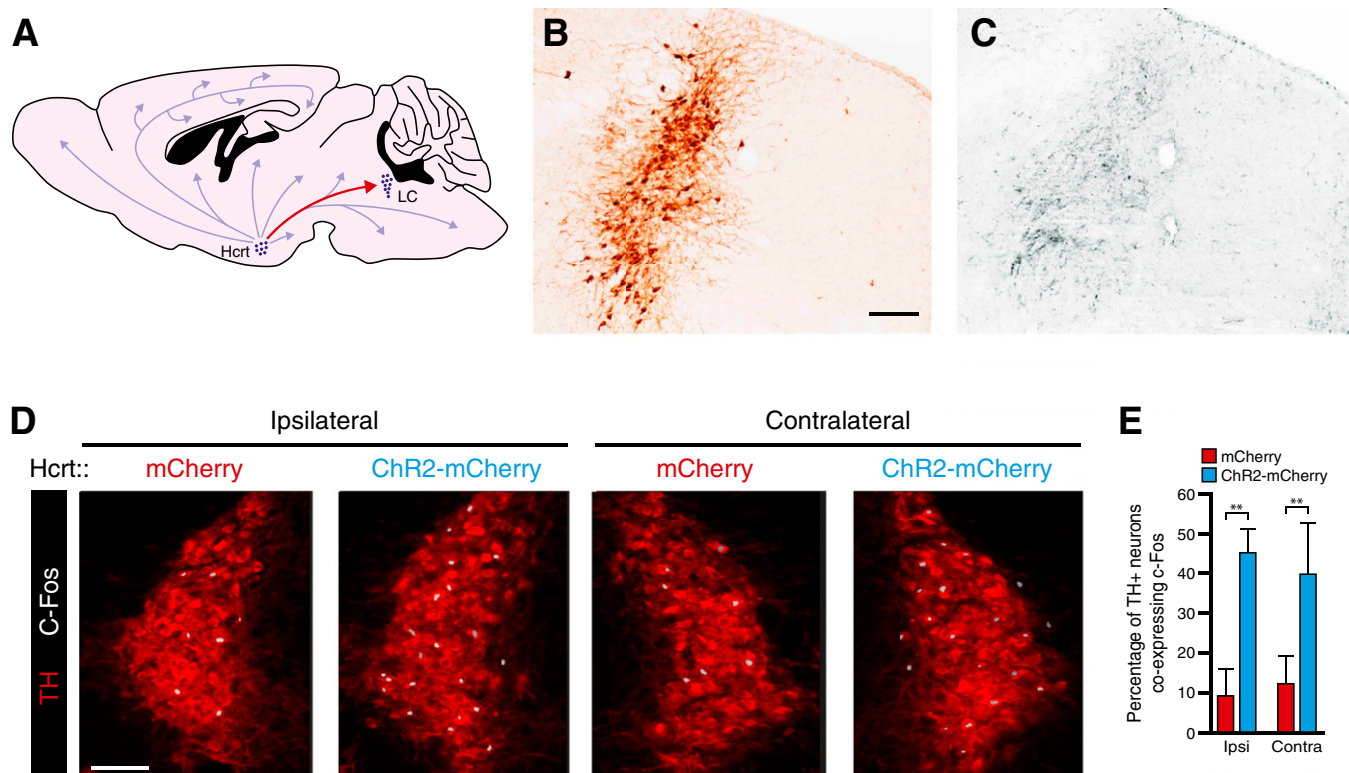 A
Hcrt
LC
B
C
D
Ipsilateral
Contralateral
Hcrt::
mCherry
ChR2-mCherry
mCherry
ChR2-mCherry
TH C-Fos
E
mCherry
ChR2-mCherry
Percentage of TH+ neurons
co-expressing c-Fos
60
50
40
30
20
10
0
**
**
Ipsi
Contra